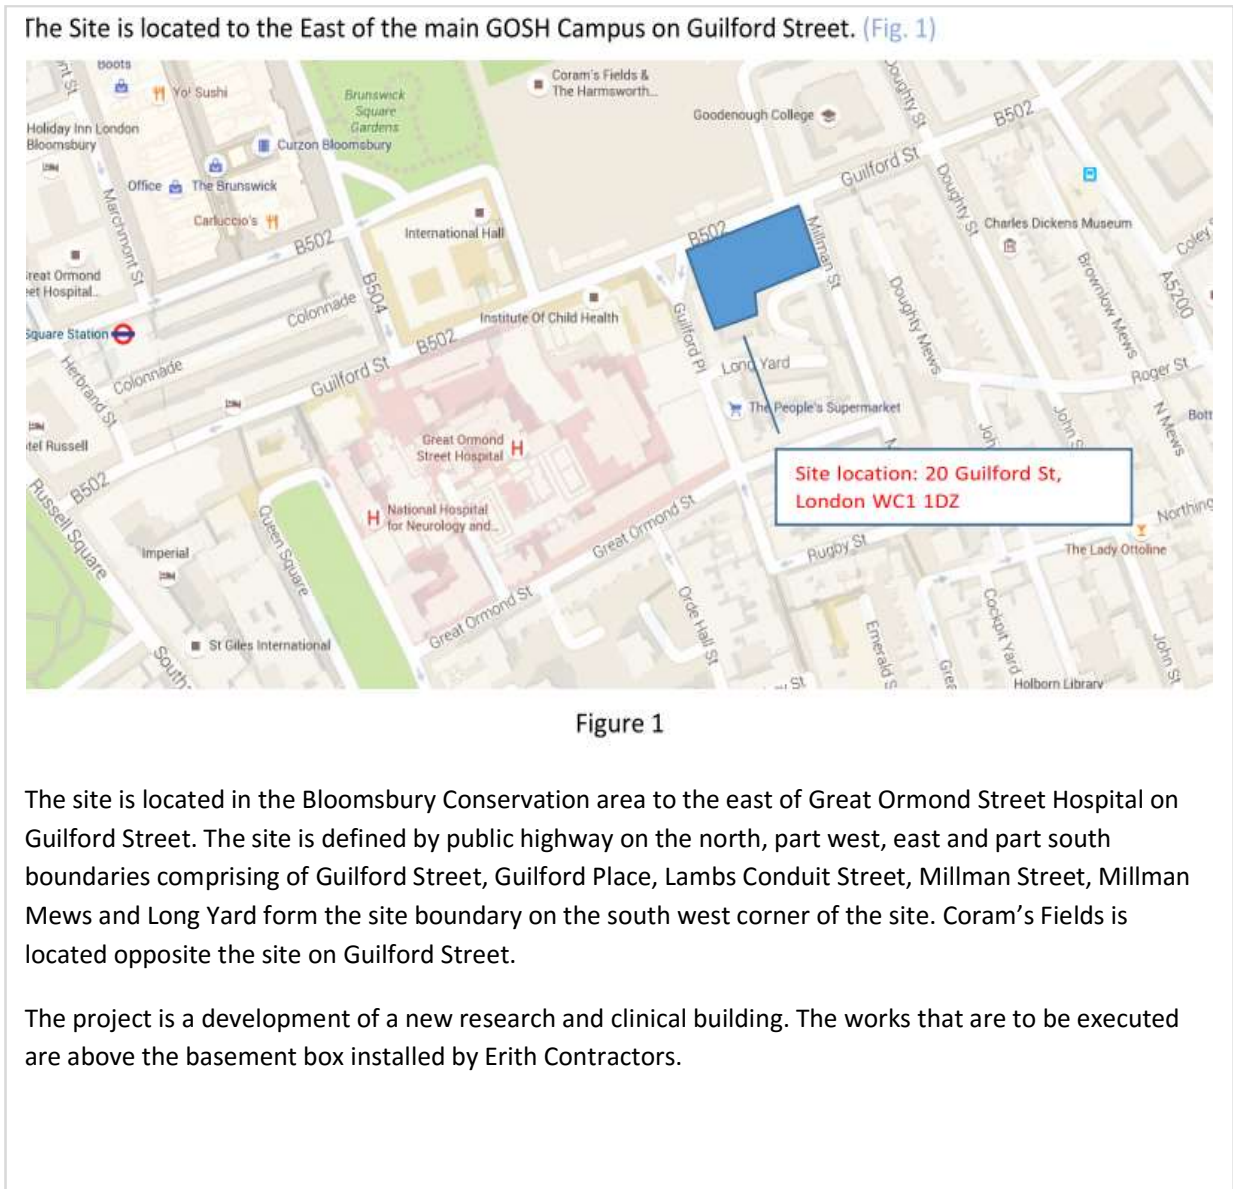 The Site is located to the East of the main GOSH Campus on Guilford Street. (Fig. 1)
Boots
Yo! Sushi
Brunswick
Square
Gardens
Coram's Fields &
The Harmsworth...
Goodenough College
Doughty St
B502
Holiday Inn London
Bloomsbury
Curzon Bloomsbury
Office
The Brunswick
Carluccio's
Marchmont St
B502
International Hall
B502
Guilford St
Millman St
Doughty St
Charles Dickens Museum
Coley
reat Ormond
et Hospital...
Square Station
Colonnade
B504
B502
Institute Of Child Health
Guilford Pl
Doughty Mews
Brownlow Mews
A5200
Herbrand St
Colonnade
Guilford St
Long Yard
Roger St
The People's Supermarket
John S
N Mews
Bott
tel Russell
B502
Great Ormond
Street Hospital
Site location: 20 Guilford St,
London WC1 1DZ
Russell Square
Queen Square
National Hospital
for Neurology and...
Great Ormond St
Northing
Imperial
Rugby St
The Lady Ottoline
Great Ormond St
Orde Hall St
Emerald S
Cockpit Yard
John St
St Giles International
South
St
Grea
Holborn Library
Figure 1
The site is located in the Bloomsbury Conservation area to the east of Great Ormond Street Hospital on
Guilford Street. The site is defined by public highway on the north, part west, east and part south
boundaries comprising of Guilford Street, Guilford Place, Lambs Conduit Street, Millman Street, Millman
Mews and Long Yard form the site boundary on the south west corner of the site. Coram’s Fields is
located opposite the site on Guilford Street.
The project is a development of a new research and clinical building. The works that are to be executed
are above the basement box installed by Erith Contractors.